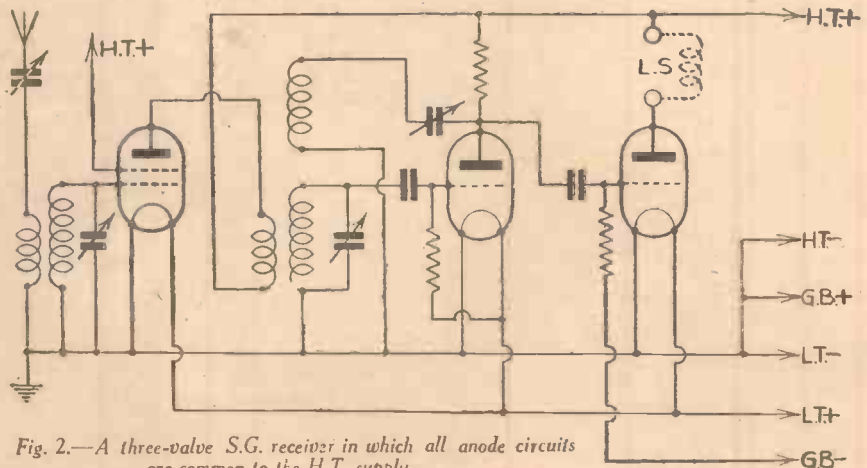 H.T.+
H.T.+
L.S
H.T-
G.B+
L.T-
L.T+
G.B-
Fig. 2.—A three-valve S.G. receiver in which all anode circuits
are common to the H.T. supply